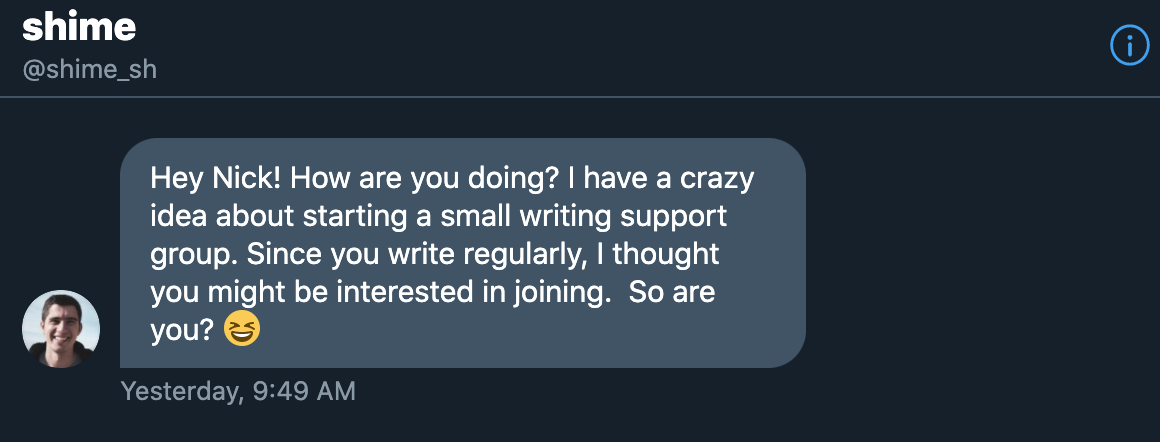 shime
@shime_sh
Hey Nick! How are you doing? I have a crazy
idea about starting a small writing support
group. Since you write regularly, I thought
you might be interested in joining.  So are
you? 😆
Yesterday, 9:49 AM